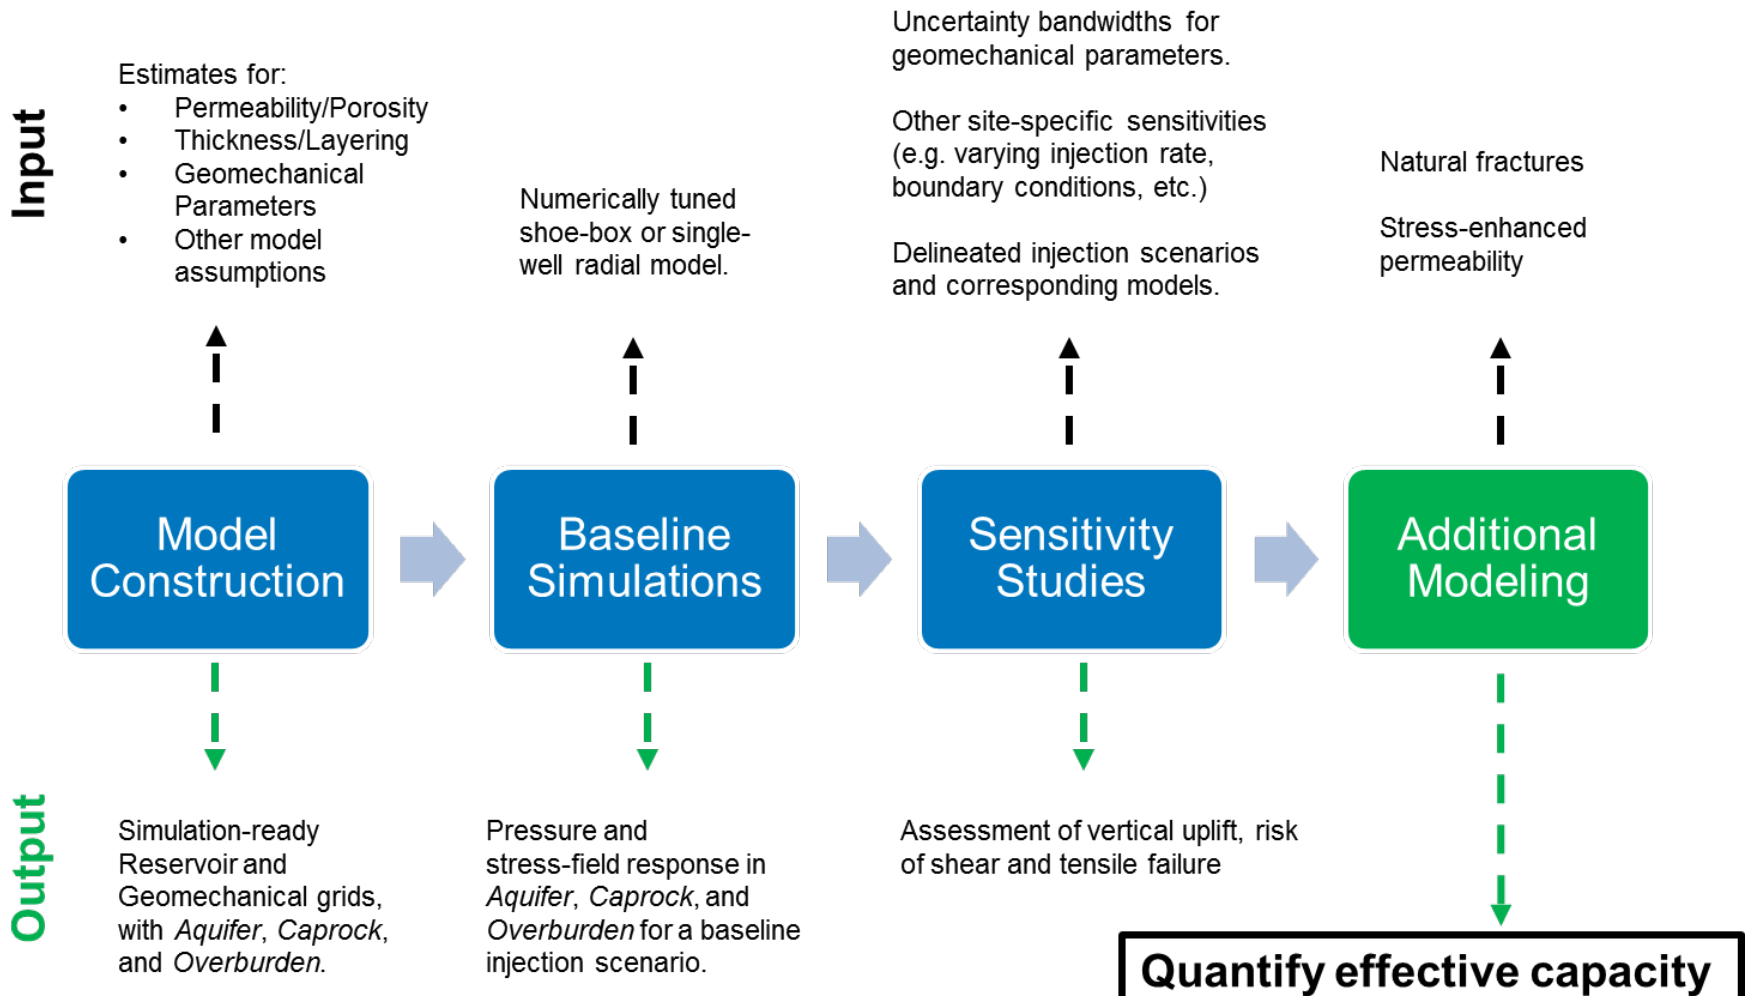 Input
Estimates for:
• Permeability/Porosity
• Thickness/Layering
• Geomechanical
Parameters
• Other model
assumptions
Numerically tuned
shoe-box or single-
well radial model.
Uncertainty bandwidths for
geomechanical parameters.
Other site-specific sensitivities
(e.g. varying injection rate,
boundary conditions, etc.)
Delineated injection scenarios
and corresponding models.
Natural fractures
Stress-enhanced
permeability
Model
Construction
Baseline
Simulations
Sensitivity
Studies
Additional
Modeling
Output
Simulation-ready
Reservoir and
Geomechanical grids,
with Aquifer, Caprock,
and Overburden.
Pressure and
stress-field response in
Aquifer, Caprock, and
Overburden for a baseline
injection scenario.
Assessment of vertical uplift, risk
of shear and tensile failure
Quantify effective capacity